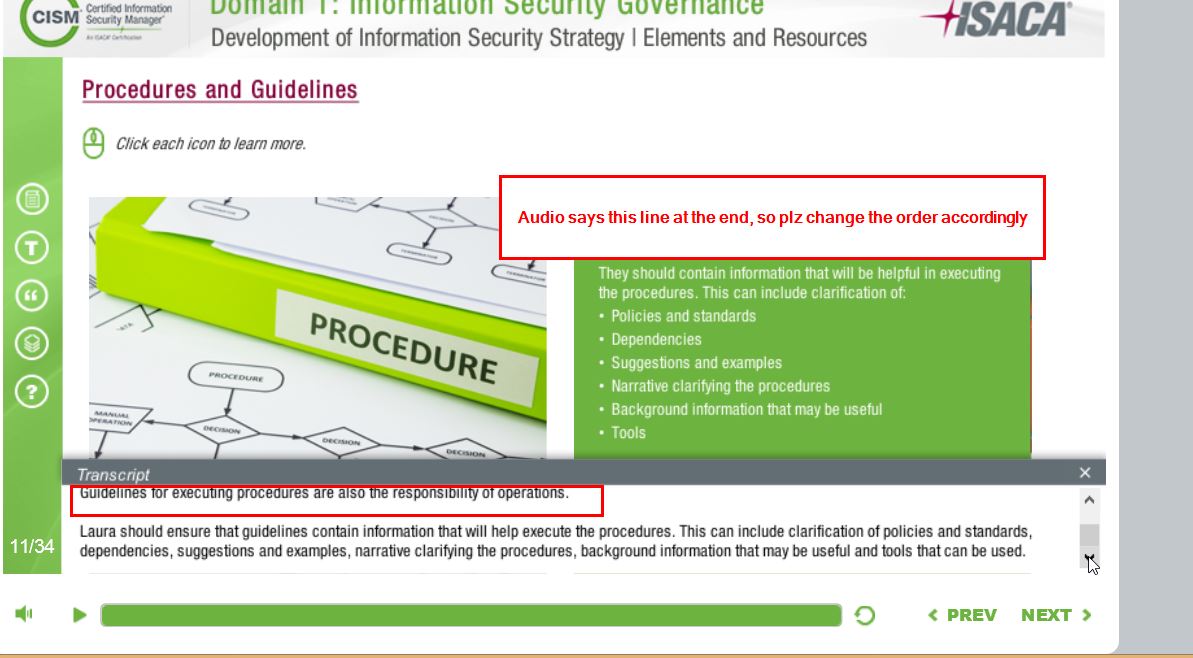 CISM Certified Information
Security Manager®
An ISACA® Certification
Domain 1: Information Security Governance
ISACA®
Development of Information Security Strategy | Elements and Resources
Procedures and Guidelines
Click each icon to learn more.
Audio says this line at the end, so plz change the order accordingly
TERMINATOR
DECISION
TERMINATOR
TERMINATOR
DATA
PROCEDURE
PROCEDURE
MANUAL
OPERATION
DECISION
DECISION
DECISION
They should contain information that will be helpful in executing
the procedures. This can include clarification of:
• Policies and standards
• Dependencies
• Suggestions and examples
• Narrative clarifying the procedures
• Background information that may be useful
• Tools
T
?
Transcript
Guidelines for executing procedures are also the responsibility of operations.
Laura should ensure that guidelines contain information that will help execute the procedures. This can include clarification of policies and standards,
dependencies, suggestions and examples, narrative clarifying the procedures, background information that may be useful and tools that can be used.
11/34
PREV
NEXT